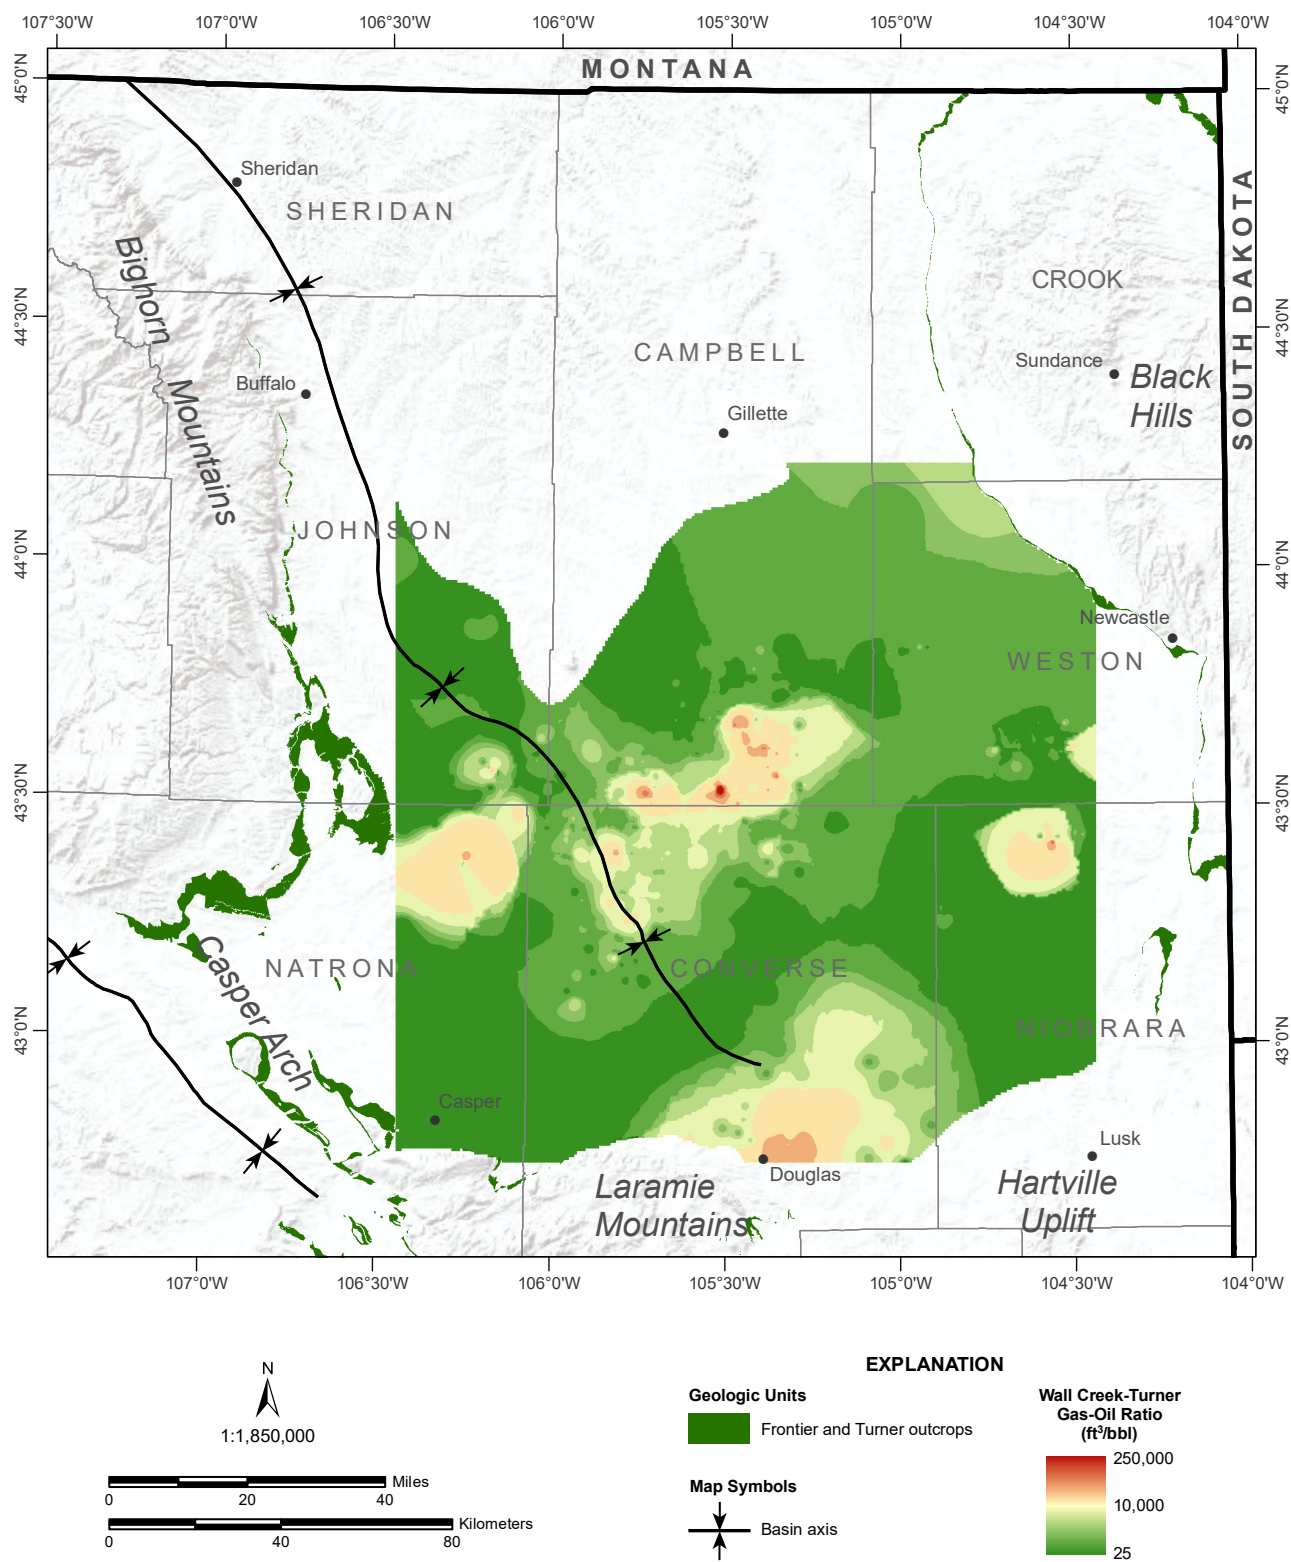 107°30'W 107°0'W 106°30'W 106°0'W 105°30'W 105°0'W 104°30'W 104°0'W
45°0'N
MONTANA
45°0'N
Sheridan
SHERIDAN
SOUTH DAKOTA
Bighorn
Mountains
CROOK
44°30'N
44°30'N
CAMPBELL
Sundance
Black
Hills
Buffalo
Gillette
JOHNSON
44°0'N
44°0'N
Newcastle
WESTON
43°30'N
43°30'N
Casper Arch
NATRONA
CONVERSE
43°0'N
NIOBRARA
43°0'N
Casper
Lusk
Douglas
Laramie
Mountains
Hartville
Uplift
107°0'W 106°30'W 106°0'W 105°30'W 105°0'W 104°30'W 104°0'W
N
1:1,850,000
Miles
0 20 40
Kilometers
0 40 80
EXPLANATION
Geologic Units
Frontier and Turner outcrops
Map Symbols
Basin axis
Wall Creek-Turner
Gas-Oil Ratio
(ft³/bbl)
250,000
10,000
25